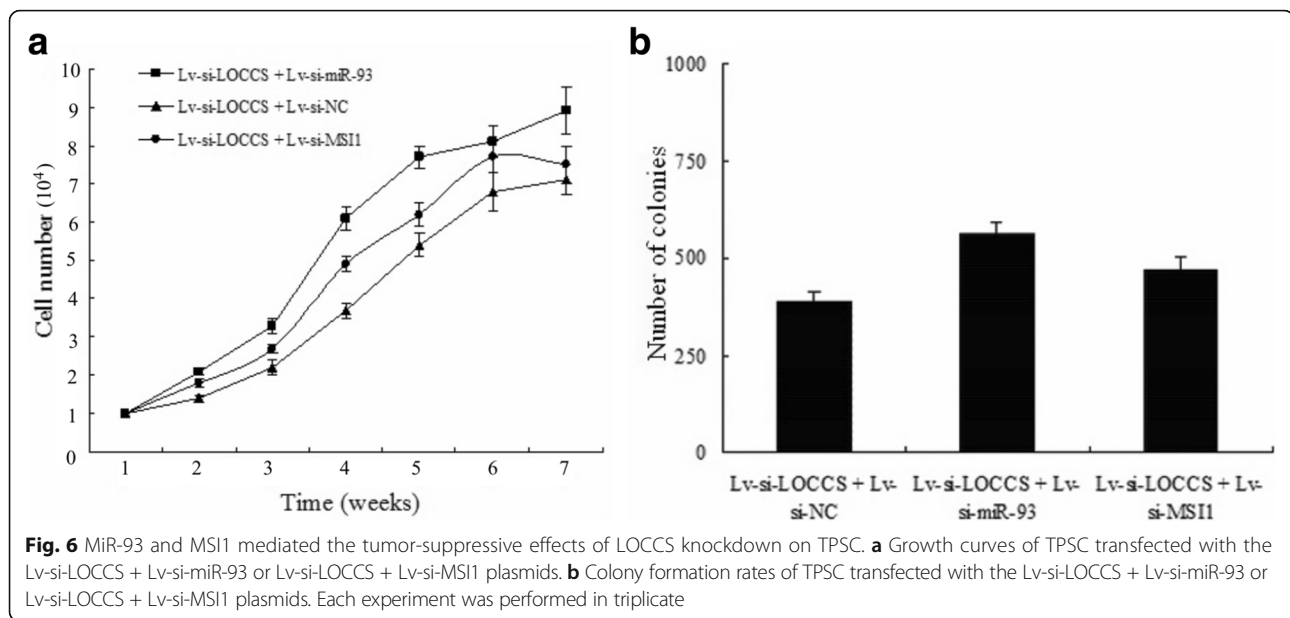 a
10
9
8
7
6
5
4
3
2
1
0
Cell number (10⁴)
Lv-si-LOCCS + Lv-si-miR-93
Lv-si-LOCCS + Lv-si-NC
Lv-si-LOCCS + Lv-si-MSI1
1 2 3 4 5 6 7
Time (weeks)
b
1000
750
500
250
0
Number of colonies
Lv-si-LOCCS + Lv-
si-NC
Lv-si-LOCCS + Lv-
si-miR-93
Lv-si-LOCCS + Lv-
si-MSI1
Fig. 6 MiR-93 and MSI1 mediated the tumor-suppressive effects of LOCCS knockdown on TPSC. a Growth curves of TPSC transfected with the
Lv-si-LOCCS + Lv-si-miR-93 or Lv-si-LOCCS + Lv-si-MSI1 plasmids. b Colony formation rates of TPSC transfected with the Lv-si-LOCCS + Lv-si-miR-93 or
Lv-si-LOCCS + Lv-si-MSI1 plasmids. Each experiment was performed in triplicate